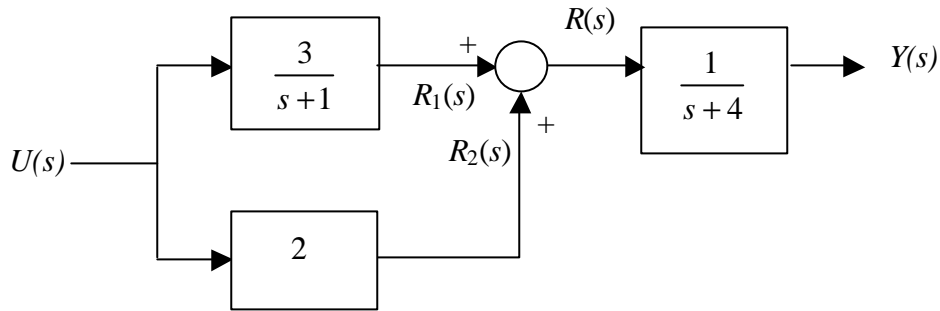 U(s)
3
s + 1
+
R₁(s)
R₂(s)
+
2
R(s)
1
s + 4
Y(s)